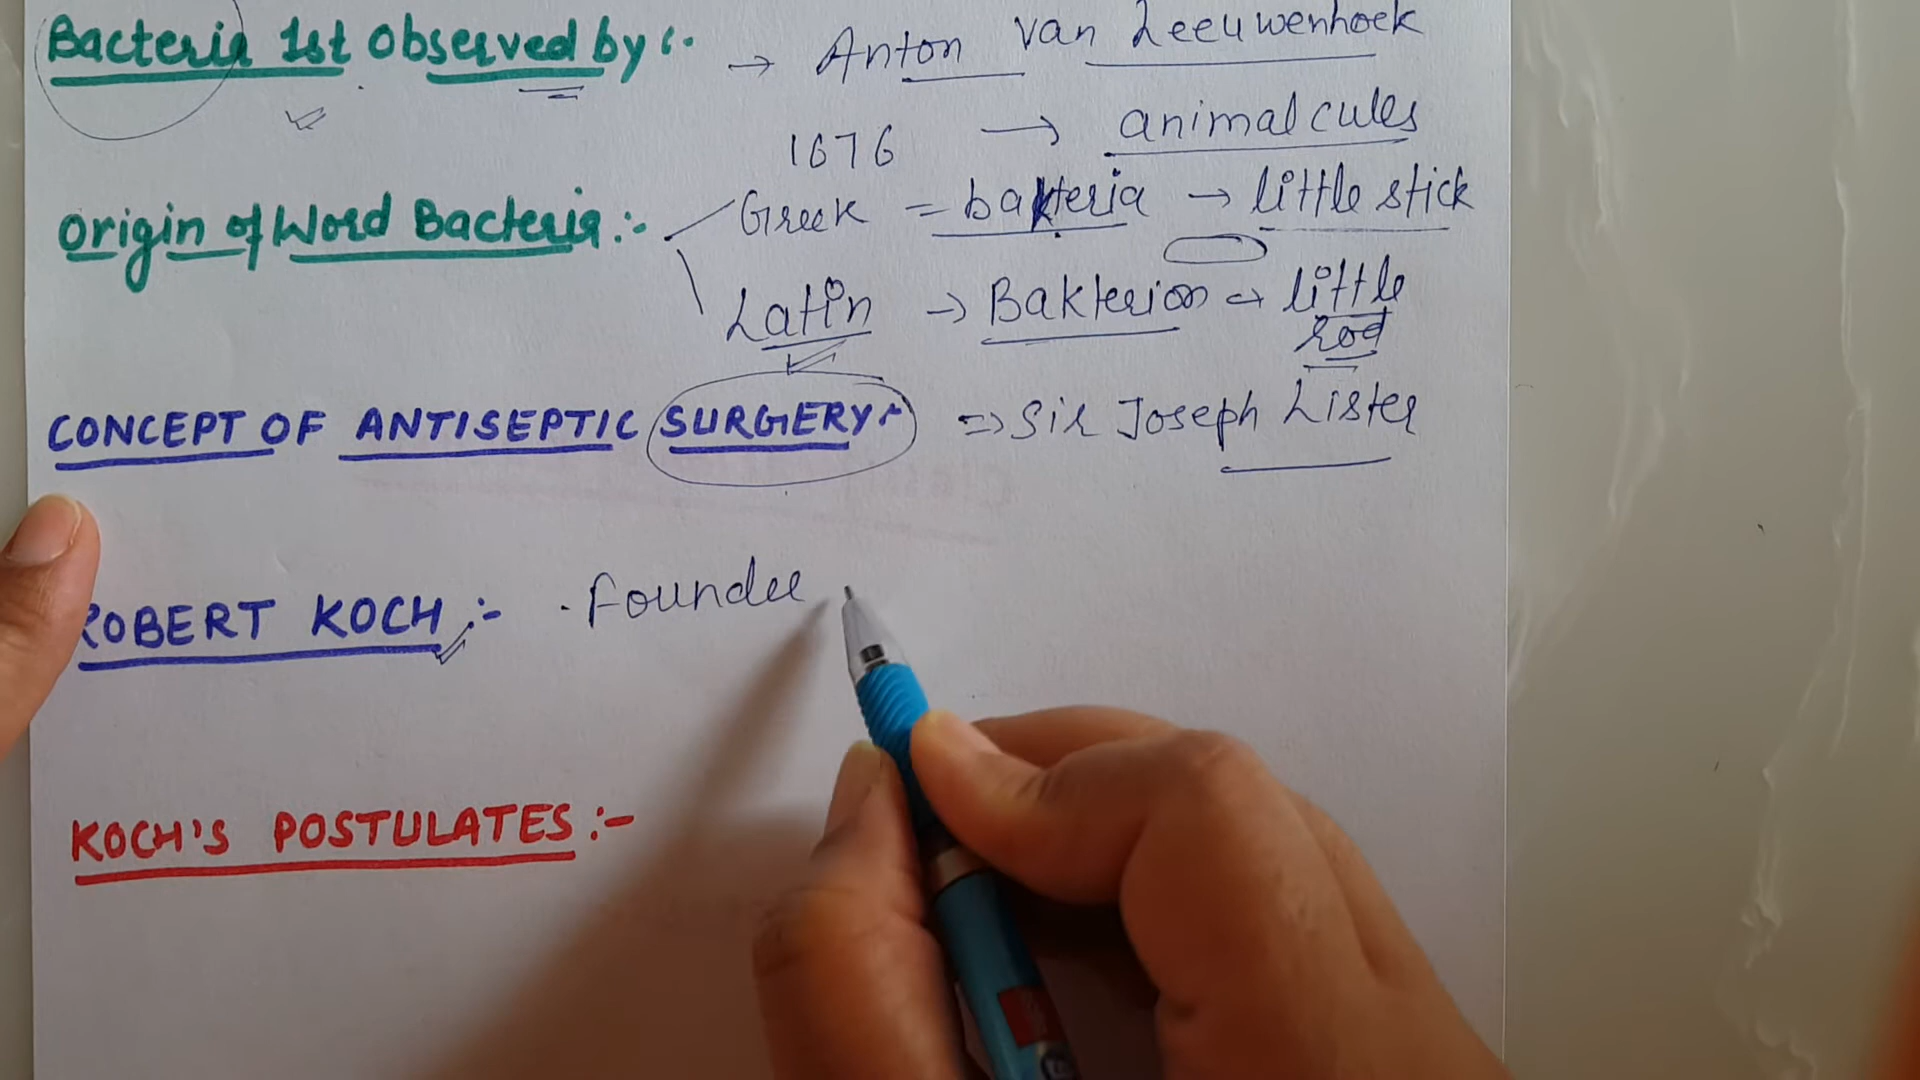 Bacteria 1st Observed by :- → Anton van Leeuwenhoek
1676 → animalcules
Origin of Word Bacteria :- Greek = bakteria → little stick
Latin → Bakterion → little
rod
CONCEPT OF ANTISEPTIC SURGERY :- ⇒ Sir Joseph Lister
ROBERT KOCH :- · Founder
KOCH'S POSTULATES :-